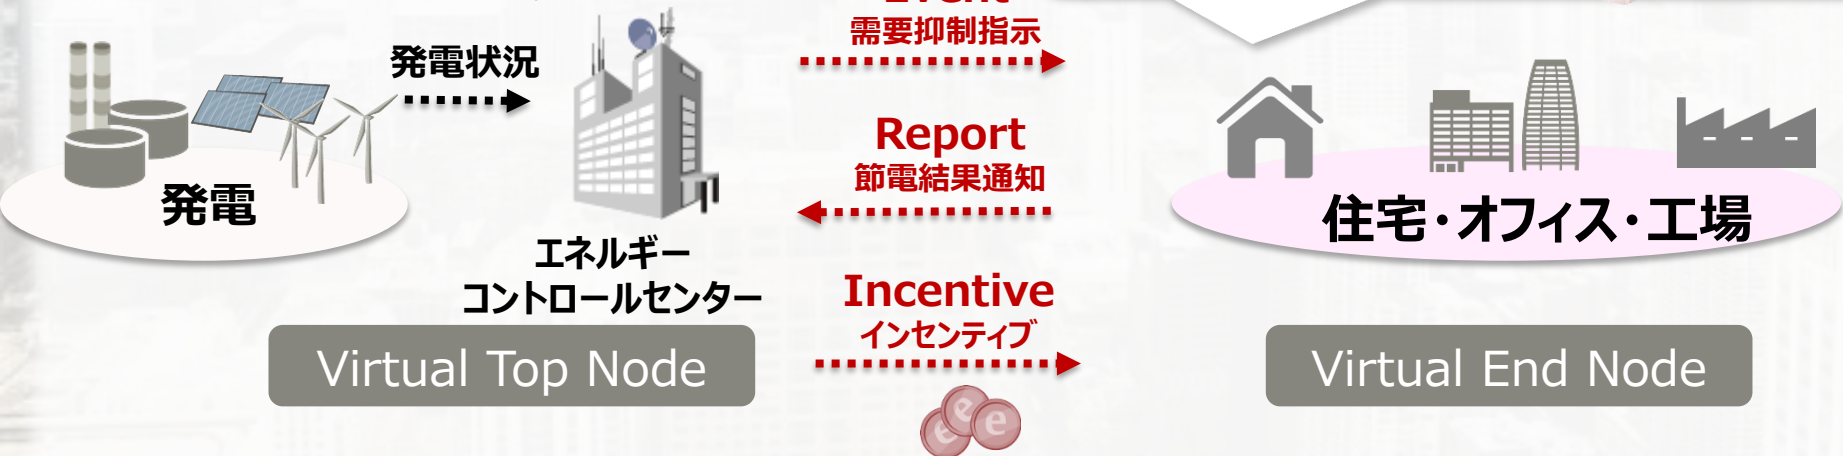 Event
需要抑制指示
発電状況
Report
節電結果通知
発電
住宅・オフィス・工場
エネルギー
コントロールセンター
Incentive
インセンティブ
Virtual Top Node
Virtual End Node
e
e
e